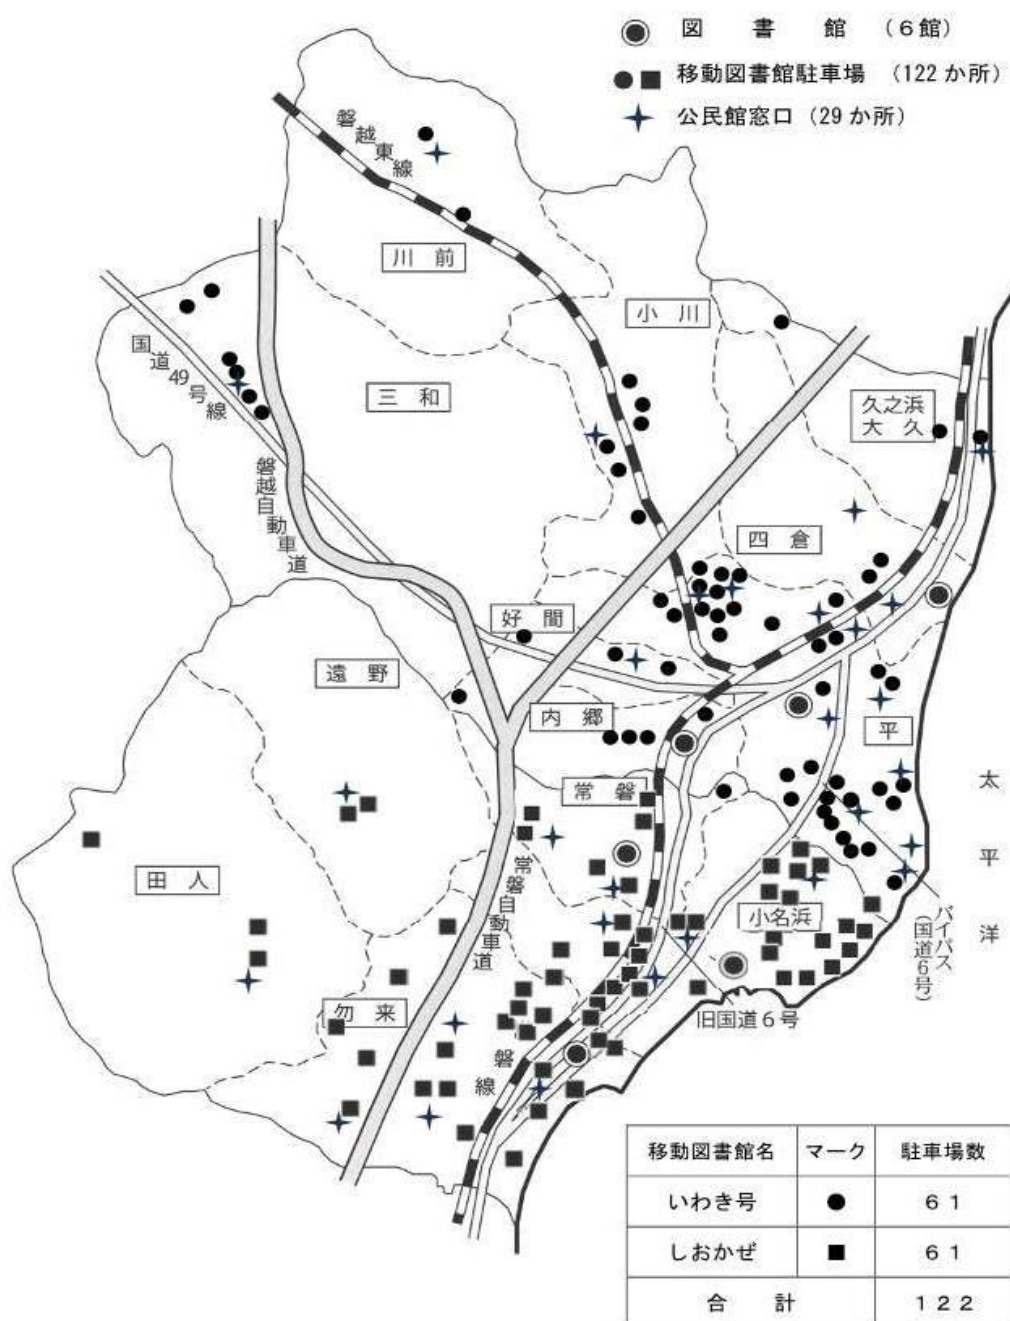 図書館 （６館）
移動図書館駐車場 （122か所）
公民館窓口（29か所）
磐越東線
川前
小川
国道49号線
三和
久之浜
大久
磐越自動車道
四倉
好間
遠野
内郷
平
常磐
太平洋
田人
常磐自動車道
小名浜
バイパス
（国道６号）
勿来
旧国道６号
磐
線
移動図書館名 マーク 駐車場数
いわき号 ● ６１
しおかぜ ■ ６１
合計 １２２